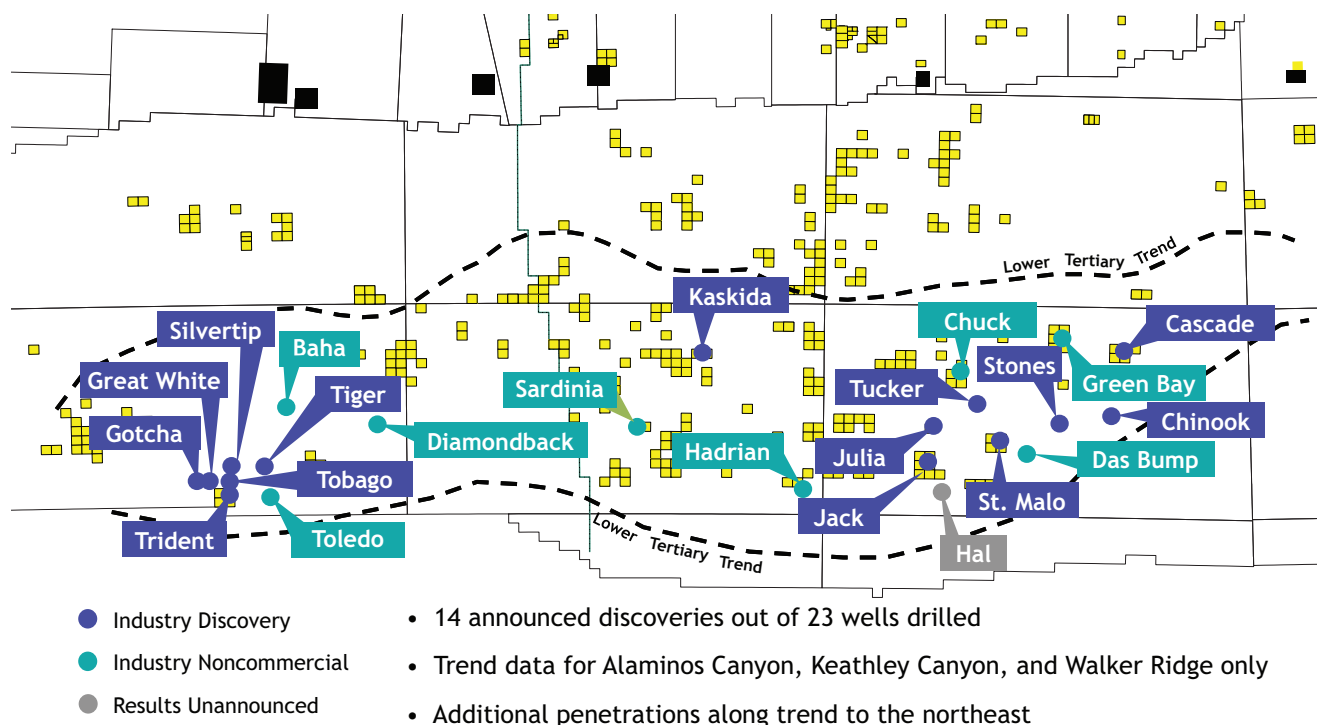 Lower Tertiary Trend
Kaskida
Silvertip
Chuck
Cascade
Baha
Stones
Great White
Tiger
Tucker
Green Bay
Sardinia
Chinook
Gotcha
Diamondback
Hadrian
Julia
Das Bump
Tobago
St. Malo
Jack
Trident
Toledo
Lower Tertiary Trend
Hal
Industry Discovery
• 14 announced discoveries out of 23 wells drilled
Industry Noncommercial
• Trend data for Alaminos Canyon, Keathley Canyon, and Walker Ridge only
Results Unannounced
• Additional penetrations along trend to the northeast